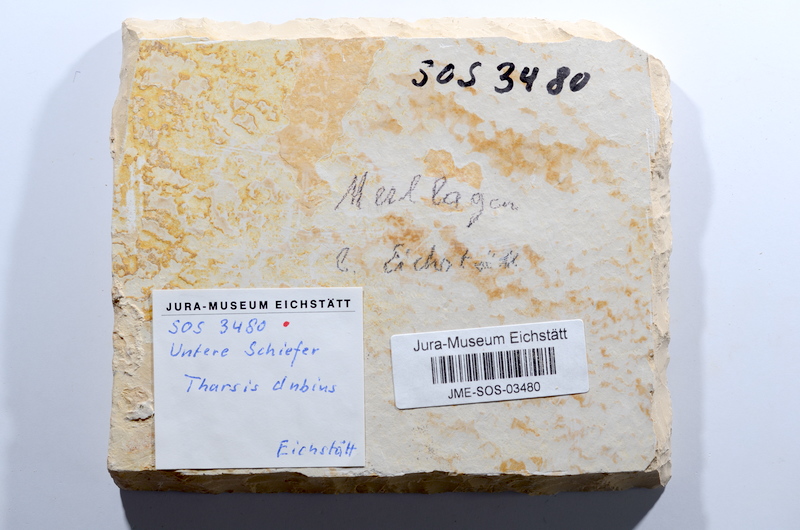 SOS 3480
Eichstätt
JURA-MUSEUM EICHSTÄTT
SOS 3480
Untere Schiefer
Tharsis dubius
Eichstätt
Jura-Museum Eichstätt
JME-SOS-03480